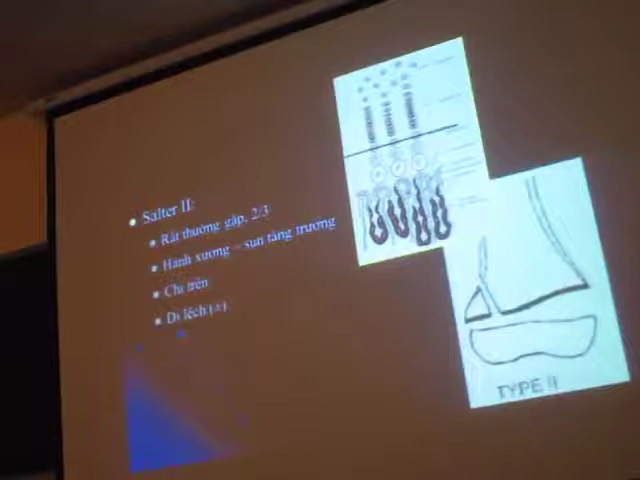 Salter II:
Rất thường gặp, 2/3
Hành xương – sụn tăng trưởng
Chi trên
Di lệch (±)
TYPE II